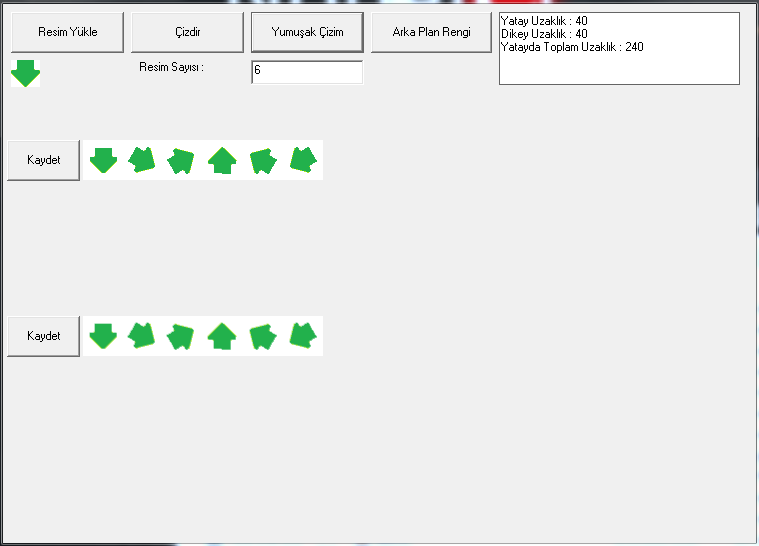 Resim Yükle
Çizdir
Yumuşak Çizim
Arka Plan Rengi
Yatay Uzaklık : 40
Dikey Uzaklık : 40
Yatayda Toplam Uzaklık : 240
Resim Sayısı :
6
Kaydet
Kaydet